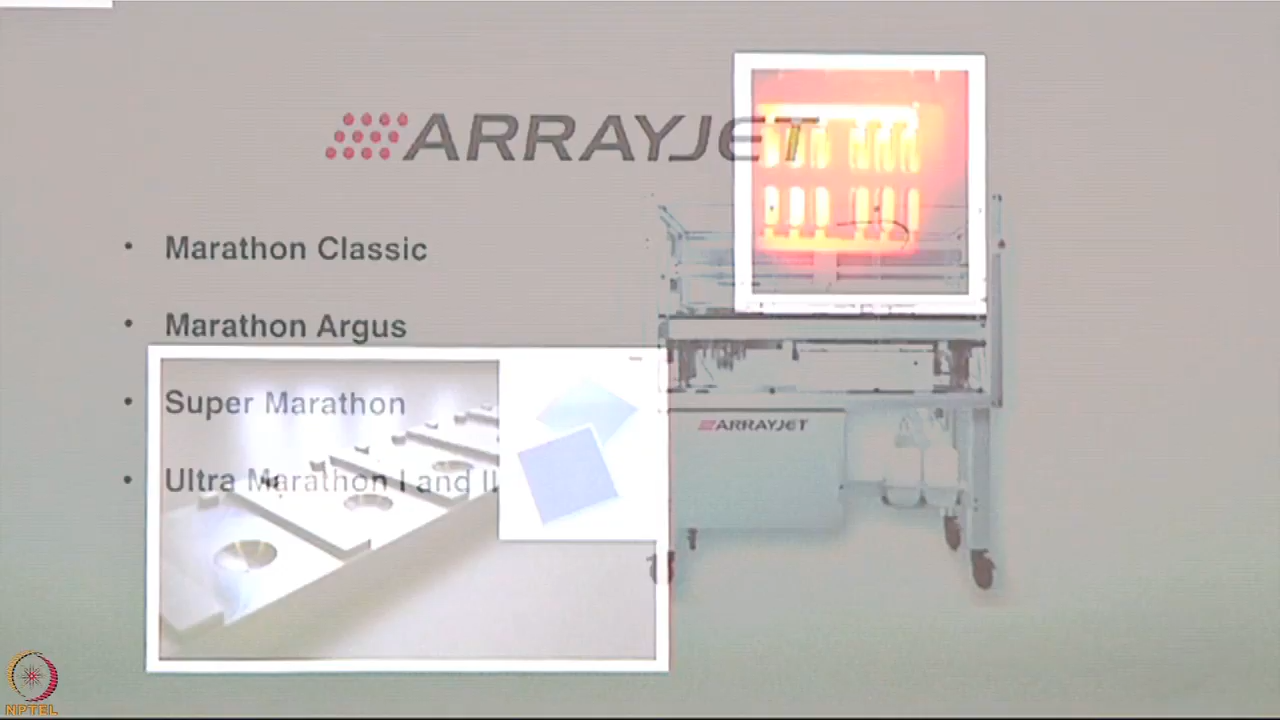 ARRAYJET
• Marathon Classic
• Marathon Argus
• Super Marathon
• Ultra Marathon I and II
ARRAYJET
NPTEL